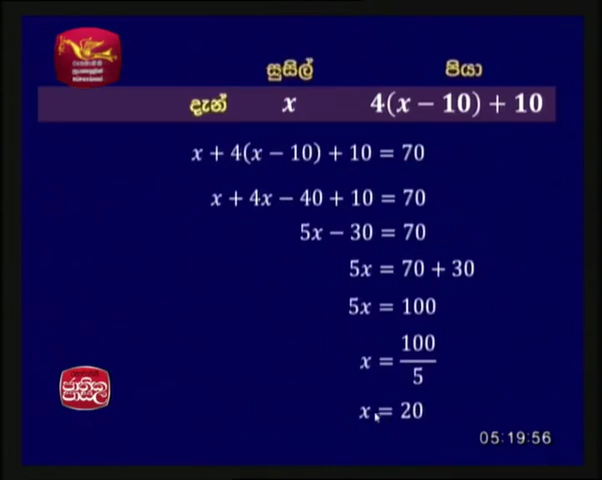 සුසිල් පියා
දැන් x 4(x − 10) + 10
x + 4(x − 10) + 10 = 70
x + 4x − 40 + 10 = 70
5x − 30 = 70
5x = 70 + 30
5x = 100
x = 100/5
x = 20
ජාතික
පාසල
05:19:56